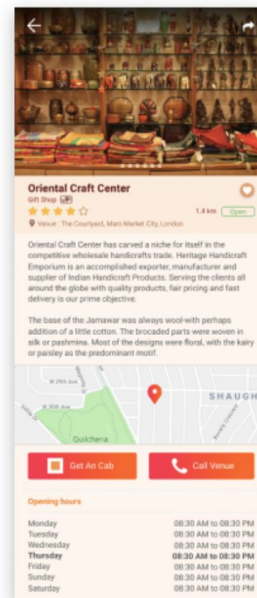 Oriental Craft Center
Gift Shop
1.4 km Open
Venue : The Courtyard, Main Market City, London
Oriental Craft Center has carved a niche for itself in the
competitive wholesale handicrafts trade. Heritage Handicraft
Emporium is an accomplished exporter, manufacturer and
supplier of Indian Handicraft Products. Serving the clients all
around the globe with quality products, fair pricing and fast
delivery is our prime objective.
The base of the Jamawar was always wool-with perhaps
addition of a little cotton. The brocaded parts were woven in
silk or pashmina. Most of the designs were floral, with the kairy
or paisley as the predominant motif.
W 29th Ave
SHAUGH
Quilchena
Get An Cab
Call Venue
Opening hours
Monday 08:30 AM to 08:30 PM
Tuesday 08:30 AM to 08:30 PM
Wednesday 08:30 AM to 08:30 PM
Thursday 08:30 AM to 08:30 PM
Friday 08:30 AM to 08:30 PM
Sunday 08:30 AM to 08:30 PM
Saturday 08:30 AM to 08:30 PM